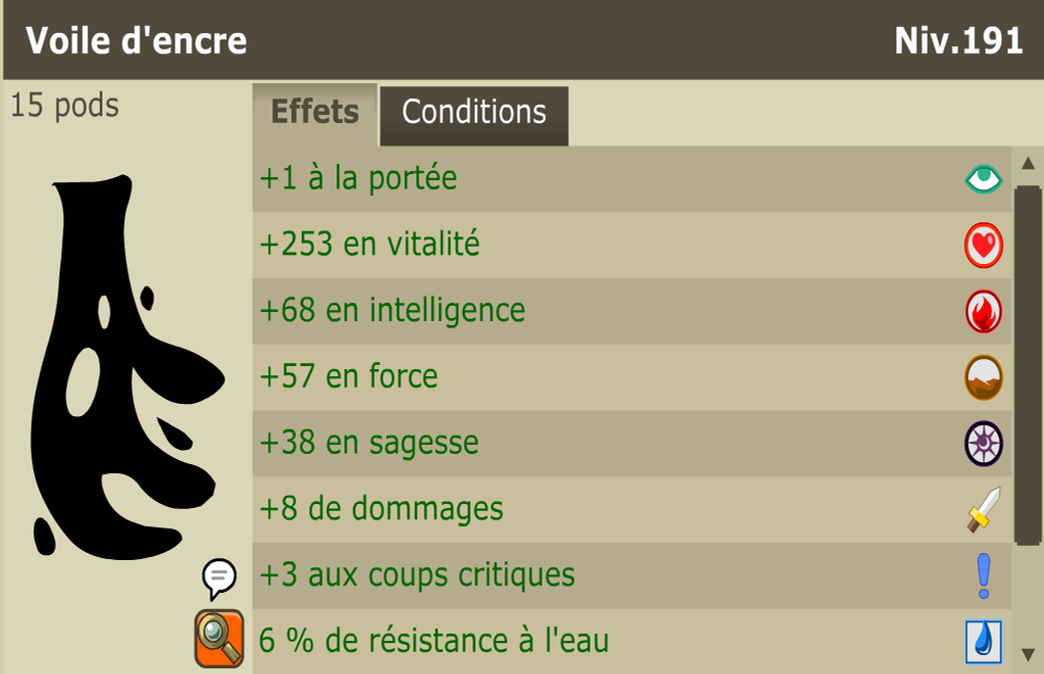 Voile d'encre
Niv.191
15 pods
Effets
Conditions
+1 à la portée
+253 en vitalité
+68 en intelligence
+57 en force
+38 en sagesse
+8 de dommages
+3 aux coups critiques
6 % de résistance à l'eau